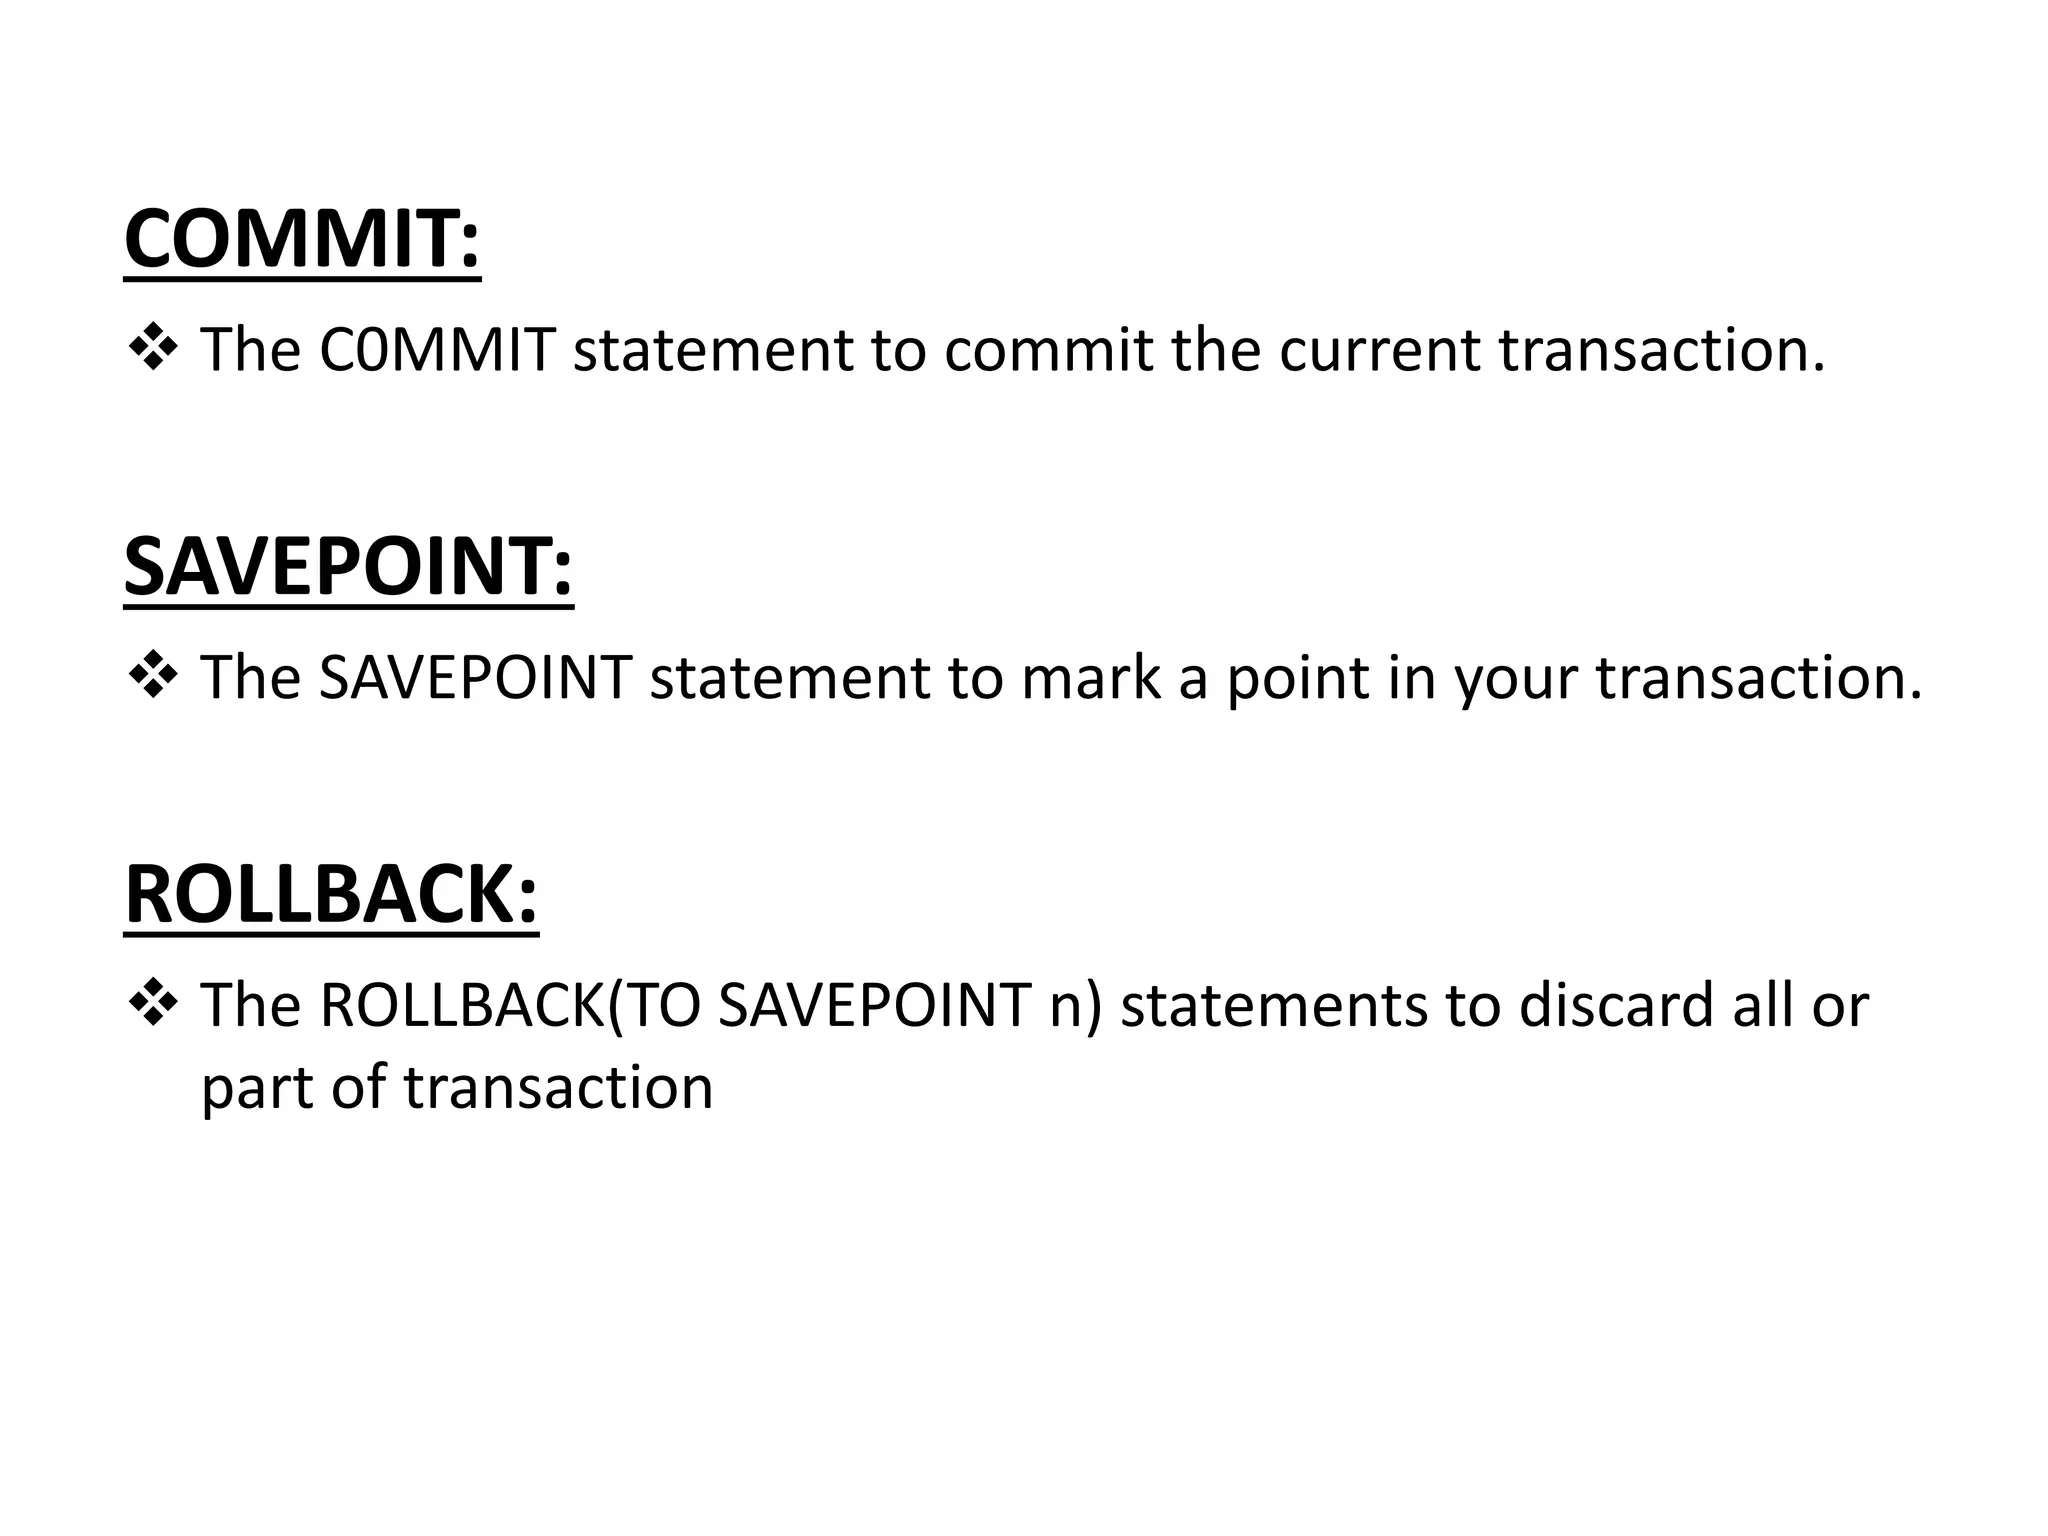 COMMIT:
❖ The C0MMIT statement to commit the current transaction.
SAVEPOINT:
❖ The SAVEPOINT statement to mark a point in your transaction.
ROLLBACK:
❖ The ROLLBACK(TO SAVEPOINT n) statements to discard all or
part of transaction